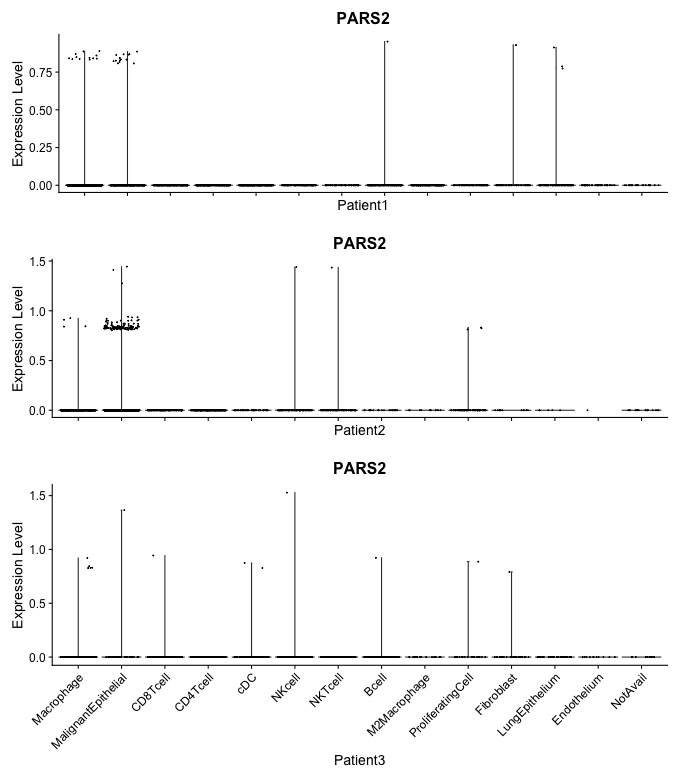 PARS2
Expression Level
0.75
0.50
0.25
0.00
Patient1
PARS2
Expression Level
1.5
1.0
0.5
0.0
Patient2
PARS2
Expression Level
1.5
1.0
0.5
0.0
Macrophage
MalignantEpithelial
CD8Tcell
CD4Tcell
cDC
NKcell
NKTcell
Bcell
M2Macrophage
ProliferatingCell
Fibroblast
LungEpithelium
Endothelium
NotAvail
Patient3